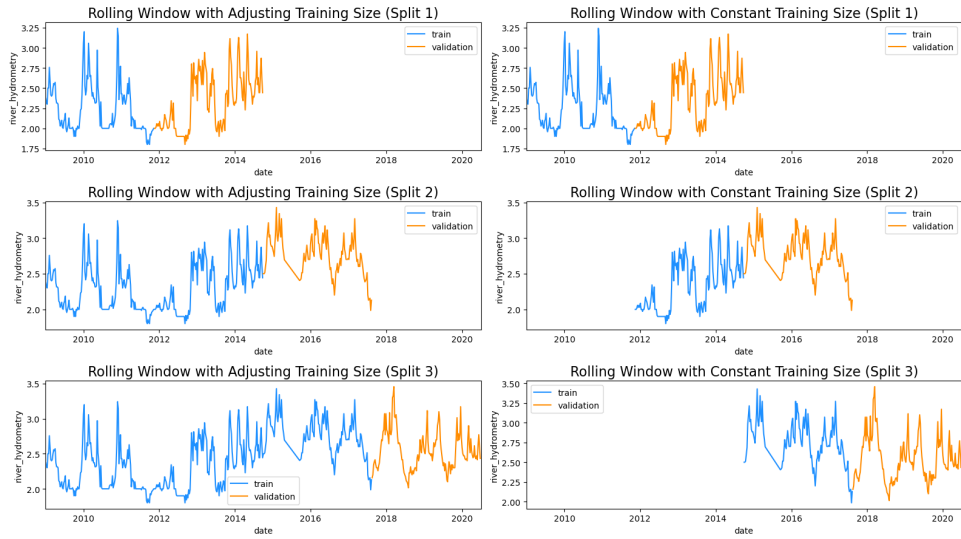 Rolling Window with Adjusting Training Size (Split 1)
river_hydrometry
3.25
3.00
2.75
2.50
2.25
2.00
1.75
train
validation
2010
2012
2014
2016
2018
2020
date
Rolling Window with Constant Training Size (Split 1)
river_hydrometry
3.25
3.00
2.75
2.50
2.25
2.00
1.75
train
validation
2010
2012
2014
2016
2018
2020
date
Rolling Window with Adjusting Training Size (Split 2)
river_hydrometry
3.5
3.0
2.5
2.0
train
validation
2010
2012
2014
2016
2018
2020
date
Rolling Window with Constant Training Size (Split 2)
river_hydrometry
3.5
3.0
2.5
2.0
train
validation
2010
2012
2014
2016
2018
2020
date
Rolling Window with Adjusting Training Size (Split 3)
river_hydrometry
3.5
3.0
2.5
2.0
train
validation
2010
2012
2014
2016
2018
2020
date
Rolling Window with Constant Training Size (Split 3)
river_hydrometry
3.50
3.25
3.00
2.75
2.50
2.25
2.00
train
validation
2010
2012
2014
2016
2018
2020
date